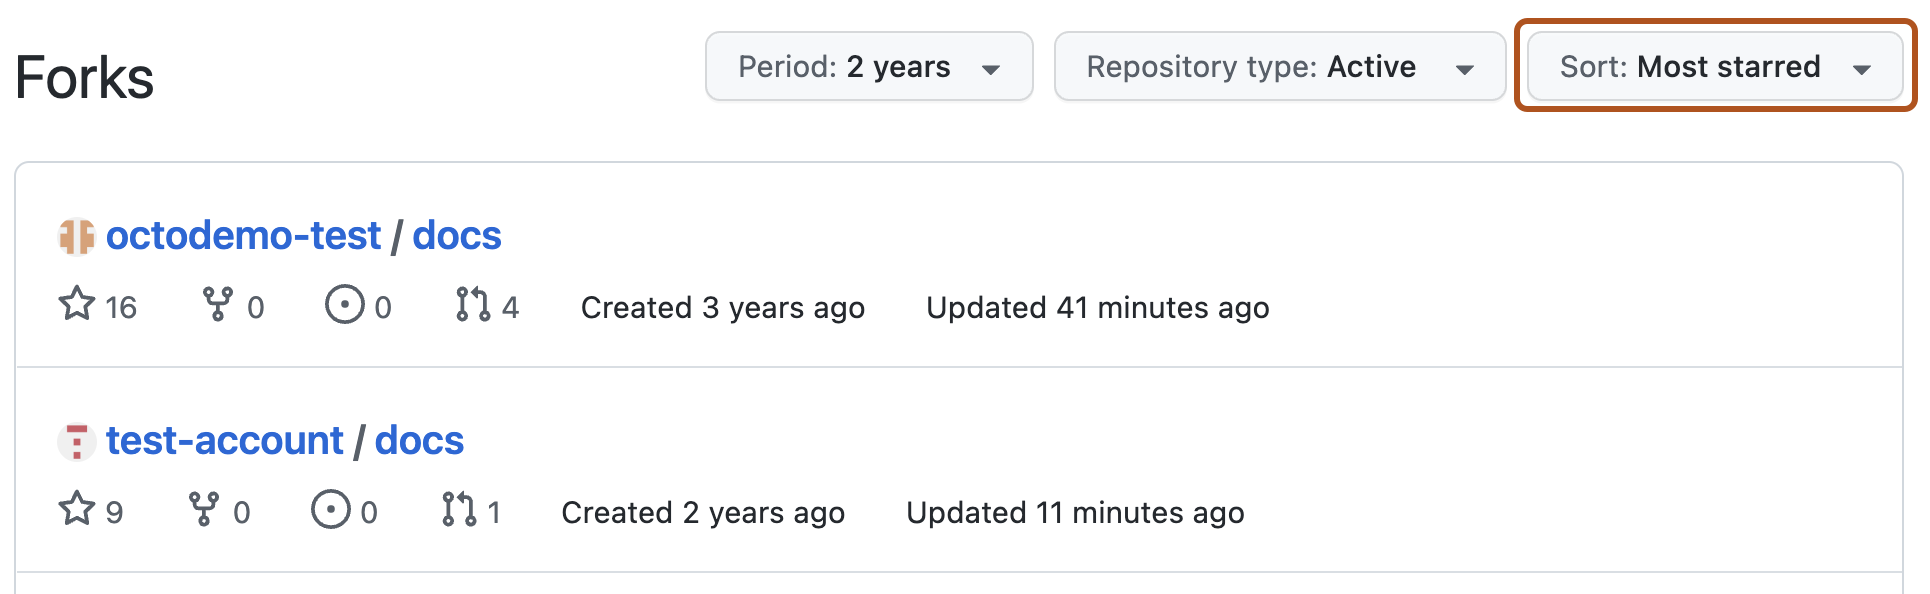 Forks
Period: 2 years
Repository type: Active
Sort: Most starred
octodemo-test / docs
16 0 0 4 Created 3 years ago Updated 41 minutes ago
test-account / docs
9 0 0 1 Created 2 years ago Updated 11 minutes ago